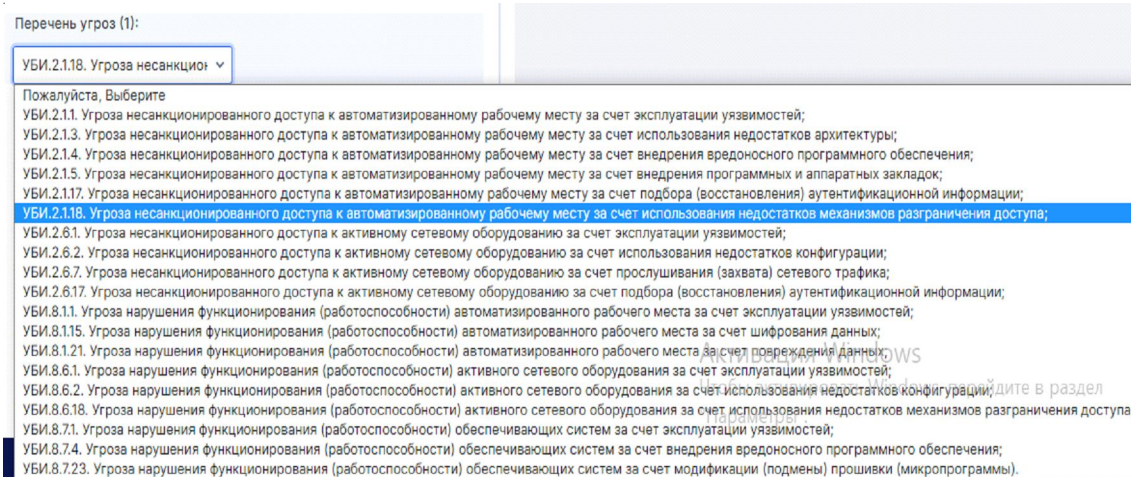 Перечень угроз (1):
УБИ.2.1.18. Угроза несанкцион
Пожалуйста, Выберите
УБИ.2.1.1. Угроза несанкционированного доступа к автоматизированному рабочему месту за счет эксплуатации уязвимостей;
УБИ.2.1.3. Угроза несанкционированного доступа к автоматизированному рабочему месту за счет использования недостатков архитектуры;
УБИ.2.1.4. Угроза несанкционированного доступа к автоматизированному рабочему месту за счет внедрения вредоносного программного обеспечения;
УБИ.2.1.5. Угроза несанкционированного доступа к автоматизированному рабочему месту за счет внедрения программных и аппаратных закладок;
УБИ.2.1.17. Угроза несанкционированного доступа к автоматизированному рабочему месту за счет подбора (восстановления) аутентификационной информации;
УБИ.2.1.18. Угроза несанкционированного доступа к автоматизированному рабочему месту за счет использования недостатков механизмов разграничения доступа;
УБИ.2.6.1. Угроза несанкционированного доступа к активному сетевому оборудованию за счет эксплуатации уязвимостей;
УБИ.2.6.2. Угроза несанкционированного доступа к активному сетевому оборудованию за счет использования недостатков конфигурации;
УБИ.2.6.7. Угроза несанкционированного доступа к активному сетевому оборудованию за счет прослушивания (захвата) сетевого трафика;
УБИ.2.6.17. Угроза несанкционированного доступа к активному сетевому оборудованию за счет подбора (восстановления) аутентификационной информации;
УБИ.8.1.1. Угроза нарушения функционирования (работоспособности) автоматизированного рабочего места за счет эксплуатации уязвимостей;
УБИ.8.1.15. Угроза нарушения функционирования (работоспособности) автоматизированного рабочего места за счет шифрования данных;
УБИ.8.1.21. Угроза нарушения функционирования (работоспособности) автоматизированного рабочего места за счет повреждения данных;
Активация Windows
УБИ.8.6.1. Угроза нарушения функционирования (работоспособности) активного сетевого оборудования за счет эксплуатации уязвимостей;
УБИ.8.6.2. Угроза нарушения функционирования (работоспособности) активного сетевого оборудования за счет использования недостатков конфигурации;
Чтобы активировать Windows, перейдите в раздел
УБИ.8.6.18. Угроза нарушения функционирования (работоспособности) активного сетевого оборудования за счет использования недостатков механизмов разграничения доступа
"Параметры".
УБИ.8.7.1. Угроза нарушения функционирования (работоспособности) обеспечивающих систем за счет эксплуатации уязвимостей;
УБИ.8.7.4. Угроза нарушения функционирования (работоспособности) обеспечивающих систем за счет внедрения вредоносного программного обеспечения;
УБИ.8.7.23. Угроза нарушения функционирования (работоспособности) обеспечивающих систем за счет модификации (подмены) прошивки (микропрограммы).